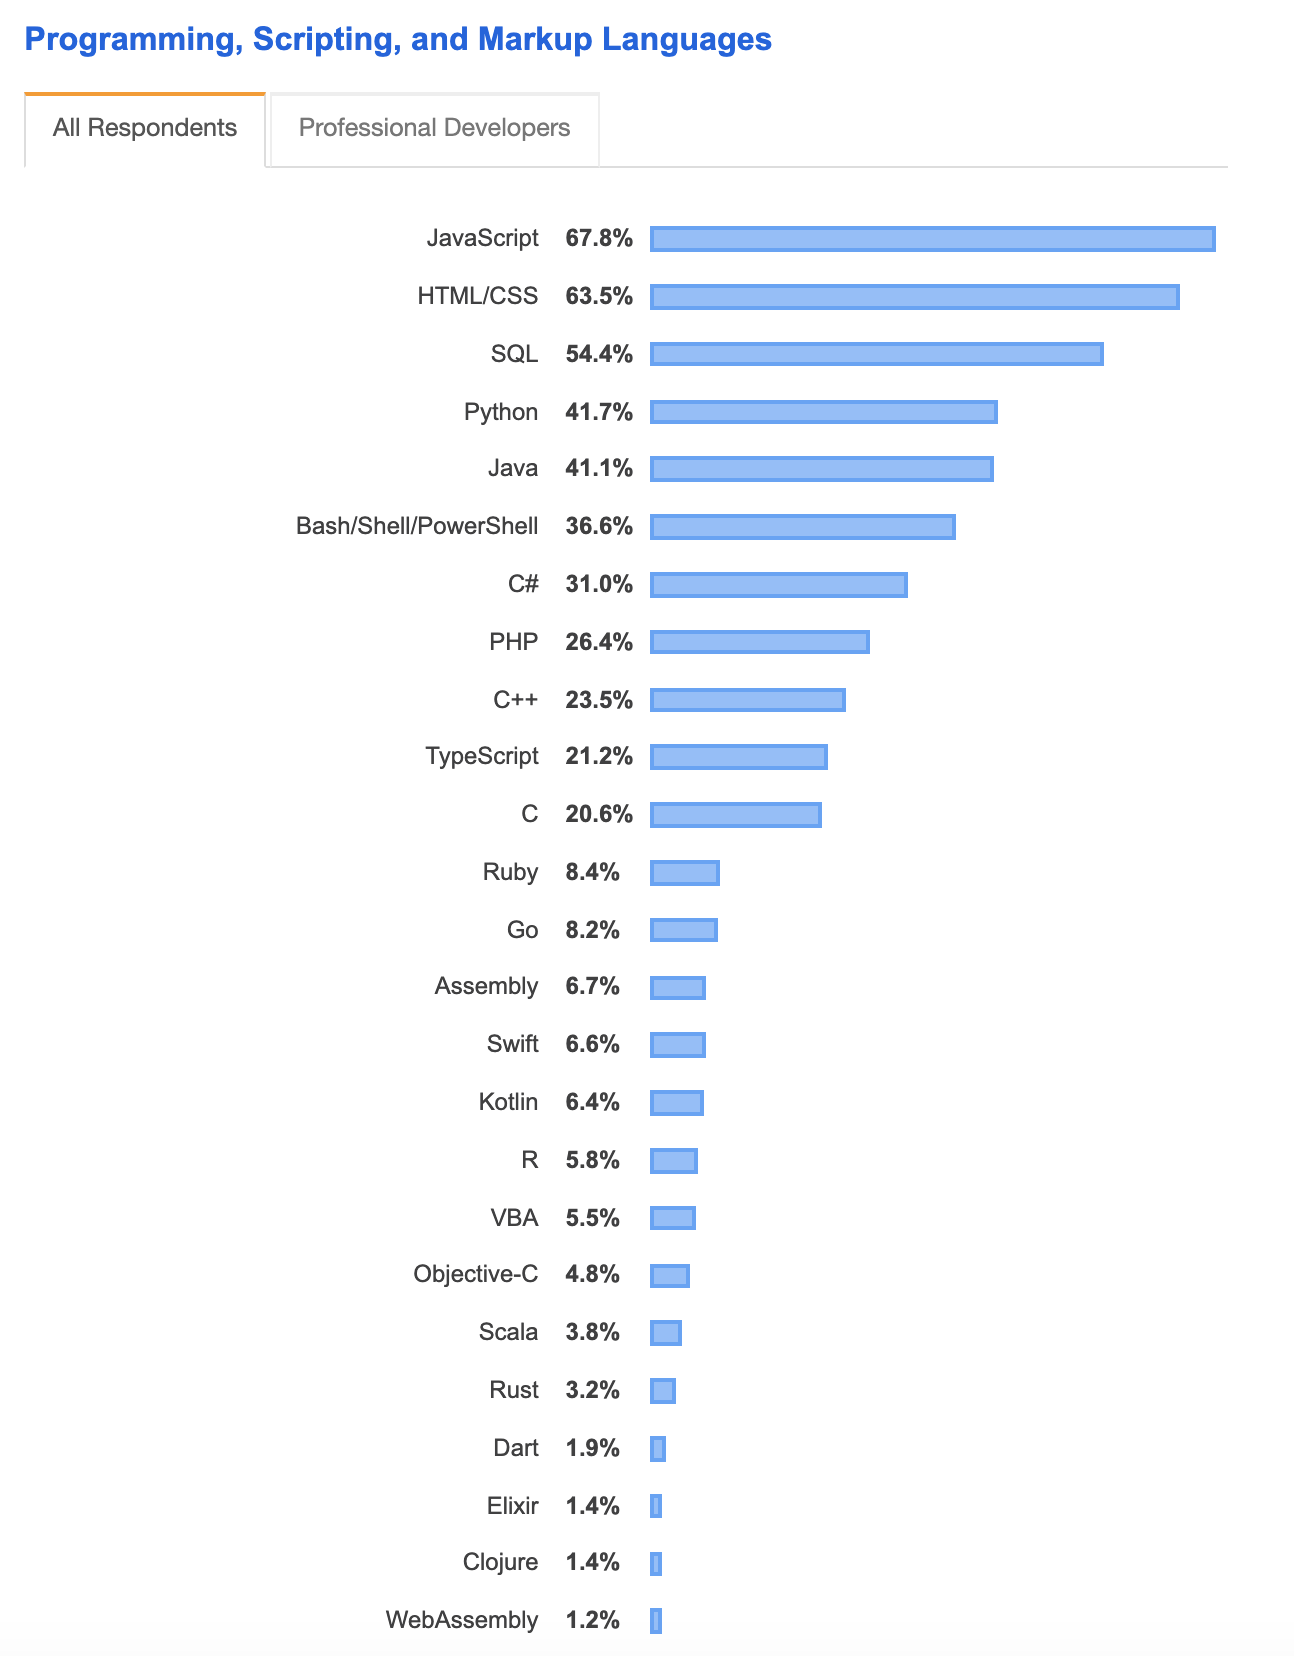 Programming, Scripting, and Markup Languages
All Respondents Professional Developers
JavaScript 67.8%
HTML/CSS 63.5%
SQL 54.4%
Python 41.7%
Java 41.1%
Bash/Shell/PowerShell 36.6%
C# 31.0%
PHP 26.4%
C++ 23.5%
TypeScript 21.2%
C 20.6%
Ruby 8.4%
Go 8.2%
Assembly 6.7%
Swift 6.6%
Kotlin 6.4%
R 5.8%
VBA 5.5%
Objective-C 4.8%
Scala 3.8%
Rust 3.2%
Dart 1.9%
Elixir 1.4%
Clojure 1.4%
WebAssembly 1.2%